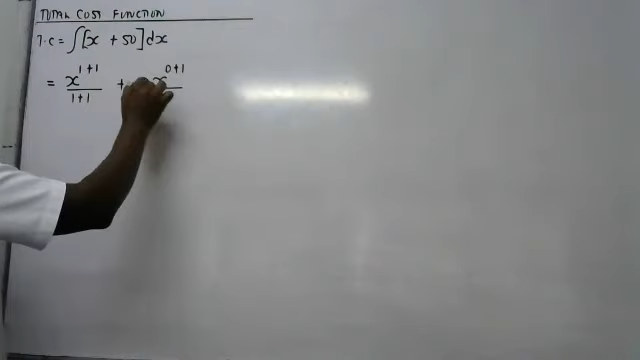 TOTAL COST FUNCTION
T.C = ∫[x + 50]dx
= x^(1+1)/(1+1) + x^(0+1)